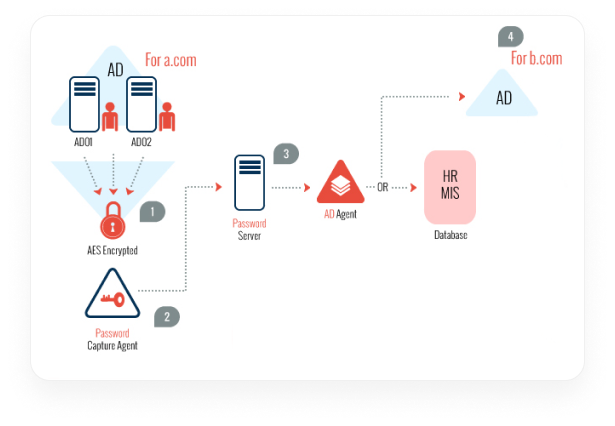 4
For a.com
For b.com
AD
AD
AD01
AD02
3
HR
MIS
OR
1
Password
Server
AD Agent
Database
AES Encrypted
2
Password
Capture Agent